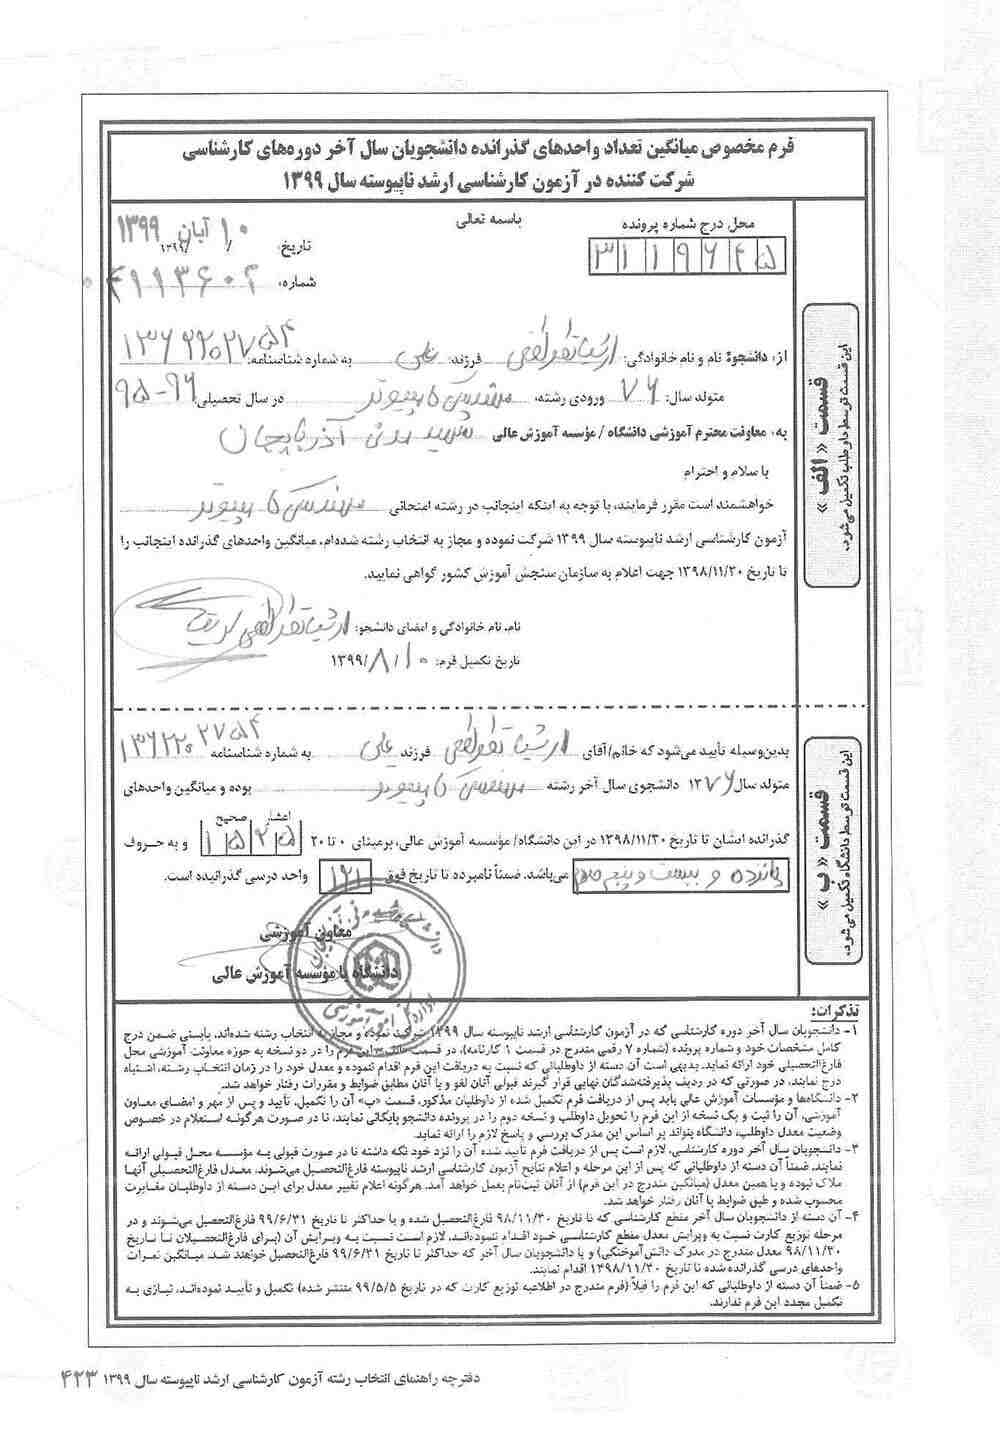 فرم مخصوص میانگین تعداد واحدهای گذرانده دانشجویان سال آخر دوره‌های کارشناسی
شرکت کننده در آزمون کارشناسی ارشد ناپیوسته سال ۱۳۹۹
باسمه تعالی
محل درج شماره پرونده
۳۱۱۹۶۴۵
تاریخ: ۱۰ آبان ۱۳۹۹
شماره:
این قسمت توسط داوطلب تکمیل می‌شود.
قسمت « الف »
از: دانشجو نام و نام خانوادگی: فرزند: علی به شماره شناسنامه:
متولد سال: ۷۶ ورودی رشته: مهندسی کامپیوتر در سال تحصیلی: ۹۵-۹۶
به: معاونت محترم آموزشی دانشگاه / مؤسسه آموزش عالی شهید مدنی آذربایجان
با سلام و احترام
خواهشمند است مقرر فرمایند، با توجه به اینکه اینجانب در رشته امتحانی مهندسی کامپیوتر
آزمون کارشناسی ارشد ناپیوسته سال ۱۳۹۹ شرکت نموده و مجاز به انتخاب رشته شده‌ام، میانگین واحدهای گذرانده اینجانب را
تا تاریخ ۱۳۹۸/۱۱/۳۰ جهت اعلام به سازمان سنجش آموزش کشور گواهی نمایید.
نام، نام خانوادگی و امضای دانشجو:
تاریخ تکمیل فرم: ۱۳۹۹/۸/۱۰
این قسمت توسط دانشگاه تکمیل می‌شود.
قسمت « ب »
بدین‌وسیله تأیید می‌شود که خانم/آقای فرزند علی به شماره شناسنامه
متولد سال ۱۳۷۶ دانشجوی سال آخر رشته مهندسی کامپیوتر بوده و میانگین واحدهای
اعشار صحیح
گذرانده ایشان تا تاریخ ۱۳۹۸/۱۱/۳۰ در این دانشگاه/ مؤسسه آموزش عالی، برمبنای ۰ تا ۲۰ ۱۵۲۵ و به حروف
پانزده و بیست و پنج صدم می‌باشد. ضمناً نامبرده تا تاریخ فوق ۱۲۱ واحد درسی گذرانیده است.
معاون آموزشی
دانشگاه یا مؤسسه آموزش عالی
تذکرات:
۱- دانشجویان سال آخر دوره کارشناسی که در آزمون کارشناسی ارشد ناپیوسته سال ۱۳۹۹ شرکت نموده و مجاز به انتخاب رشته شده‌اند، بایستی ضمن درج
کامل مشخصات خود و شماره پرونده (شماره ۷ رقمی مندرج در قسمت ۱ کارنامه)، در قسمت این فرم را در دو نسخه به حوزه معاونت آموزشی محل
فارغ‌التحصیلی خود ارائه نماید. بدیهی است آن دسته از داوطلبانی که نسبت به دریافت این فرم اقدام ننموده و معدل خود را در زمان انتخاب رشته، اشتباه
درج نمایند، در صورتی که در ردیف پذیرفته‌شدگان نهایی قرار گیرند قبولی آنان لغو و با آنان مطابق ضوابط و مقررات رفتار خواهد شد.
۲- دانشگاهها و مؤسسات آموزش عالی باید پس از دریافت فرم تکمیل شده از داوطلبان مذکور، قسمت «ب» آن را تکمیل، تأیید و پس از مهر و امضای معاون
آموزشی، آن را ثبت و یک نسخه از این فرم را تحویل داوطلب و نسخه دوم را در پرونده دانشجو بایگانی نمایند، تا در صورت هرگونه استعلام در خصوص
وضعیت معدل داوطلب، دانشگاه بتواند بر اساس این مدرک بررسی و پاسخ لازم را ارائه نماید.
۳- دانشجویان سال آخر دوره کارشناسی، لازم است پس از دریافت فرم تأیید شده آن را نزد خود نگه داشته تا در صورت قبولی به مؤسسه محل قبولی ارائه
نمایند. ضمناً آن دسته از داوطلبانی که پس از این مرحله و اعلام نتایج آزمون کارشناسی ارشد ناپیوسته فارغ‌التحصیل می‌شوند، معدل فارغ‌التحصیلی آنها
ملاک نبوده و با همین معدل (میانگین مندرج در این فرم) از آنان ثبت‌نام بعمل خواهد آمد. هرگونه اعلام تغییر معدل برای این دسته از داوطلبان مغایرت
محسوب شده و طبق ضوابط با آنان رفتار خواهد شد.
۴- آن دسته از دانشجویان سال آخر مقطع کارشناسی که تا تاریخ ۹۸/۱۱/۳۰ فارغ‌التحصیل شده و یا حداکثر تا تاریخ ۹۹/۶/۳۱ فارغ‌التحصیل می‌شوند و در
مرحله توزیع کارت نسبت به ویرایش معدل مقطع کارشناسی خود اقدام ننموده‌اند، لازم است نسبت به ویرایش آن (برای فارغ‌التحصیلان تا تاریخ
۹۸/۱۱/۳۰ معدل مندرج در مدرک دانش‌آموختگی) و یا دانشجویان سال آخر که حداکثر تا تاریخ ۹۹/۶/۳۱ فارغ‌التحصیل خواهند شد، میانگین نمرات
واحدهای درسی گذرانده شده تا تاریخ ۱۳۹۸/۱۱/۳۰ اقدام نمایند.
۵- ضمناً آن دسته از داوطلبانی که این فرم را قبلاً (فرم مندرج در اطلاعیه توزیع کارت که در تاریخ ۹۹/۵/۵ منتشر شده) تکمیل و تأیید نموده‌اند، نیازی به
تکمیل مجدد این فرم ندارند.
دفترچه راهنمای انتخاب رشته آزمون کارشناسی ارشد ناپیوسته سال ۱۳۹۹ ۴۲۳